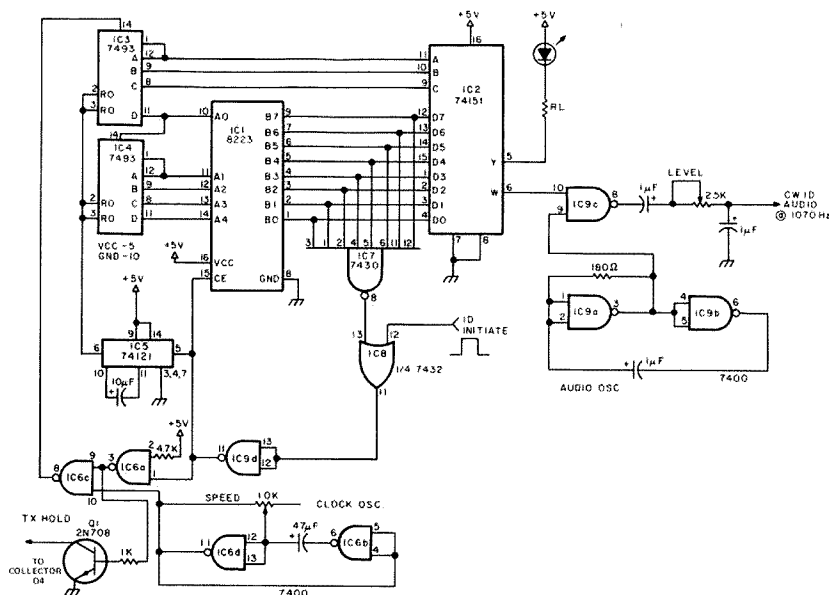 14
IC3
7493
1
12
9
8
11
A
B
C
D
2
3
RO
RO
14
IC4
7493
1
12
9
8
11
A
B
C
D
2
3
RO
RO
VCC-5
GND-10
10
11
12
13
14
A0
A1
A2
A3
A4
IC1
8223
B7
B6
B5
B4
B3
B2
B1
B0
9
7
6
5
4
3
2
1
+5V
16
VCC
15
CE
GND
8
+5V
16
11
10
9
A
B
C
IC2
74151
12
13
14
15
1
2
3
4
D7
D6
D5
D4
D3
D2
D1
D0
Y
5
W
6
7
8
+5V
RL
3
1
2
4
5
6
11
12
IC7
7430
8
13
12
ID
INITIATE
IC8
1/4 7432
11
+5V
9
14
6
IC5
74121
5
10
11
3,4,7
10µF
+
+5V
4.7K
2
1
3
IC6a
8
IC6c
9
10
11
IC9d
13
12
TX HOLD
Q1
2N708
1K
TO
COLLECTOR
Q4
SPEED
10K
CLOCK OSC.
11
IC6d
12
13
47µF
+
6
IC6b
5
4
7400
10
9
IC9c
8
1µF
+
LEVEL
25K
+
1µF
CW ID
AUDIO
@ 1070 Hz
180Ω
1
2
IC9a
3
4
5
IC9b
6
+
1µF
AUDIO OSC
7400